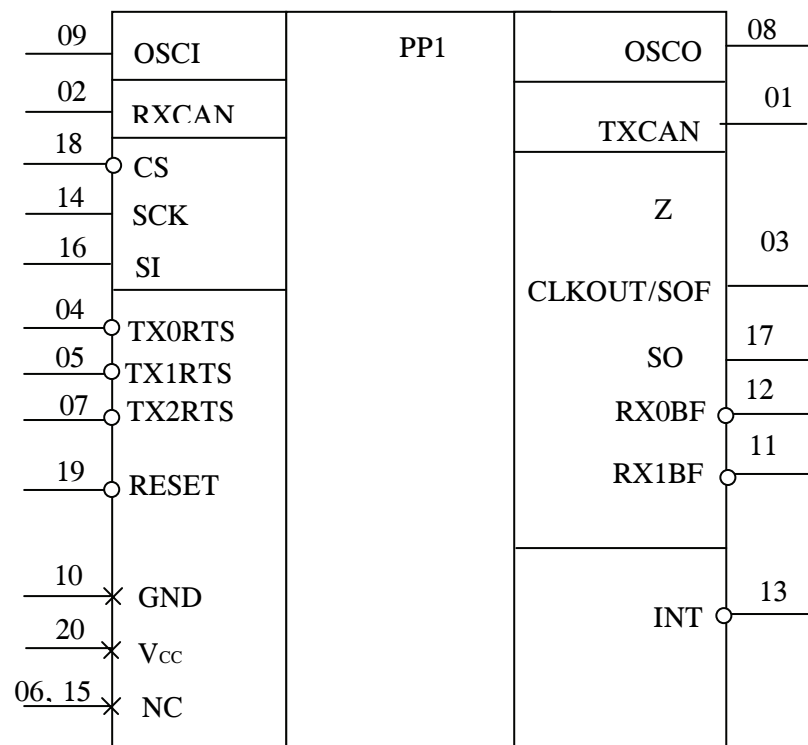 09 OSCI PP1 OSCO 08
02 RXCAN TXCAN 01
18 CS
14 SCK Z
16 SI CLKOUT/SOF 03
04 TX0RTS
05 TX1RTS SO 17
07 TX2RTS RX0BF 12
19 RESET RX1BF 11
10 GND
20 Vcc INT 13
06, 15 NC